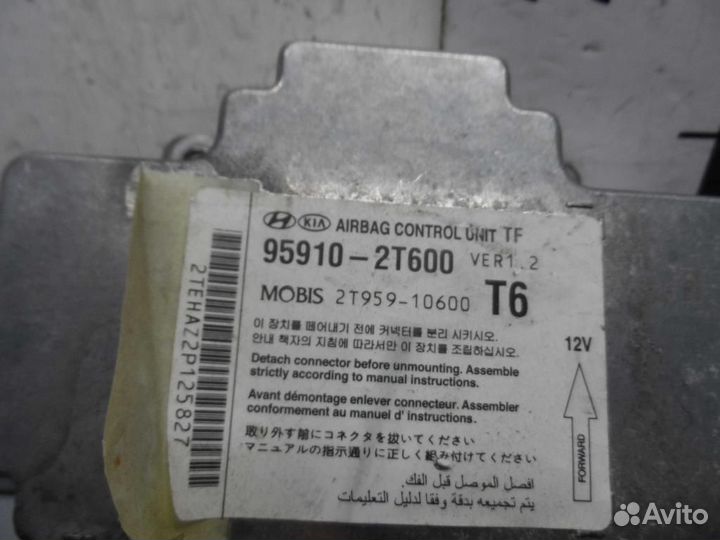 KIA AIRBAG CONTROL UNIT TF
95910-2T600 VER1.2
MOBIS 2T959-10600 T6
이 장치를 떼어내기 전에 커넥터를 분리 시키시오.
안내 책자의 지침에 따라서만 이 장치를 조립하십시오.
Detach connector before unmounting. Assemble
strictly according to manual instructions.
Avant démontage enlever connecteur. Assembler
conformement au manuel d' instructions.
取り外す前にコネクタを抜いてください
マニュアルの指示通りに正しく組み付けてください
افصل الموصل قبل الفك.
يتم تجميعه بدقة وفقا لدليل التعليمات
12V
FORWARD
2TEHAZ2P125827
Avito